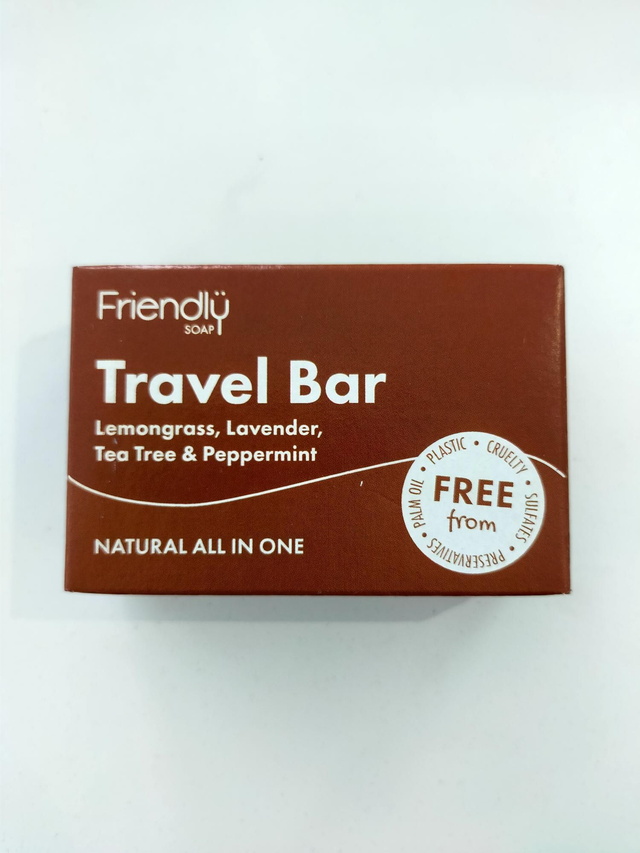 Friendlÿ
SOAP
Travel Bar
Lemongrass, Lavender,
Tea Tree & Peppermint
NATURAL ALL IN ONE
FREE
from
PLASTIC • CRUELTY • SULFATES • PRESERVATIVES • PALM OIL •